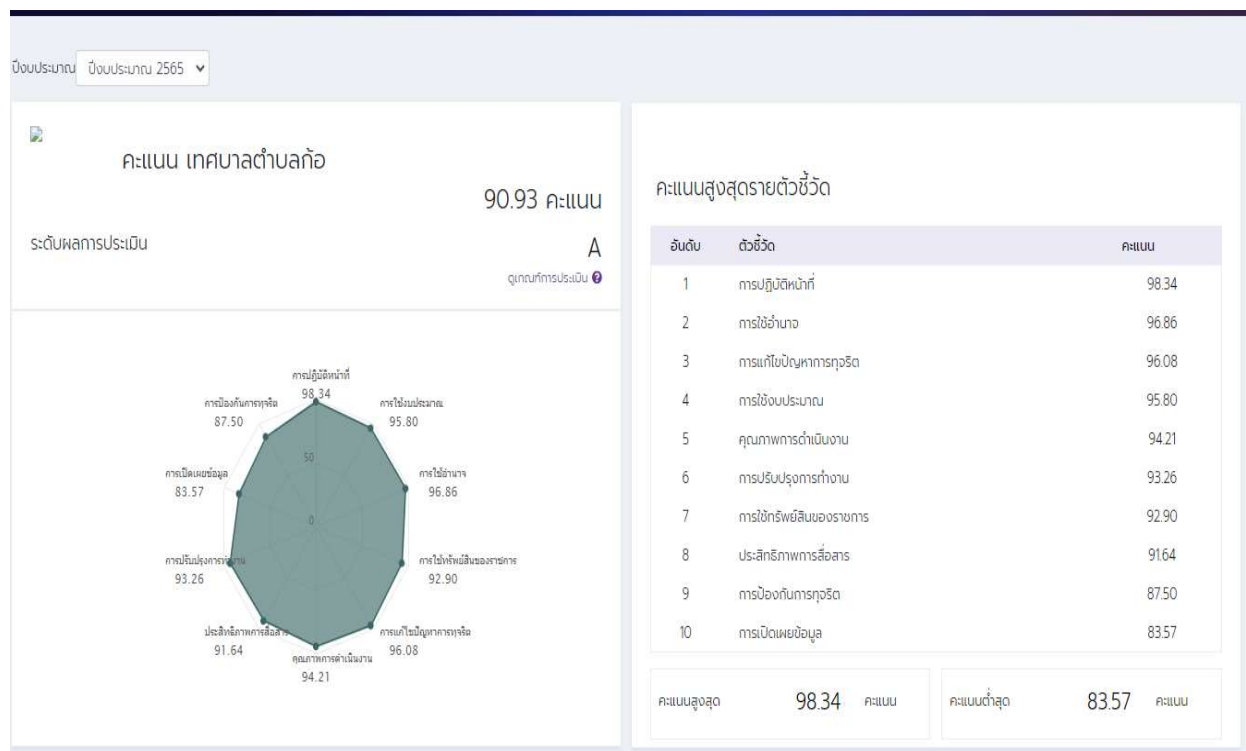 ปีงบประมาณ ปีงบประมาณ 2565
คะแนน เทศบาลตำบลก้อ
90.93 คะแนน
ระดับผลการประเมิน
A
ดูเกณฑ์การประเมิน
การปฏิบัติหน้าที่
98.34
การป้องกันการทุจริต
87.50
การใช้งบประมาณ
95.80
50
การเปิดเผยข้อมูล
83.57
การใช้อำนาจ
96.86
0
การปรับปรุงการทำงาน
93.26
การใช้ทรัพย์สินของราชการ
92.90
ประสิทธิภาพการสื่อสาร
91.64
การแก้ไขปัญหาการทุจริต
96.08
คุณภาพการดำเนินงาน
94.21
คะแนนสูงสุดรายตัวชี้วัด
อันดับ ตัวชี้วัด คะแนน
1 การปฏิบัติหน้าที่ 98.34
2 การใช้อำนาจ 96.86
3 การแก้ไขปัญหาการทุจริต 96.08
4 การใช้งบประมาณ 95.80
5 คุณภาพการดำเนินงาน 94.21
6 การปรับปรุงการทำงาน 93.26
7 การใช้ทรัพย์สินของราชการ 92.90
8 ประสิทธิภาพการสื่อสาร 91.64
9 การป้องกันการทุจริต 87.50
10 การเปิดเผยข้อมูล 83.57
คะแนนสูงสุด 98.34 คะแนน
คะแนนต่ำสุด 83.57 คะแนน